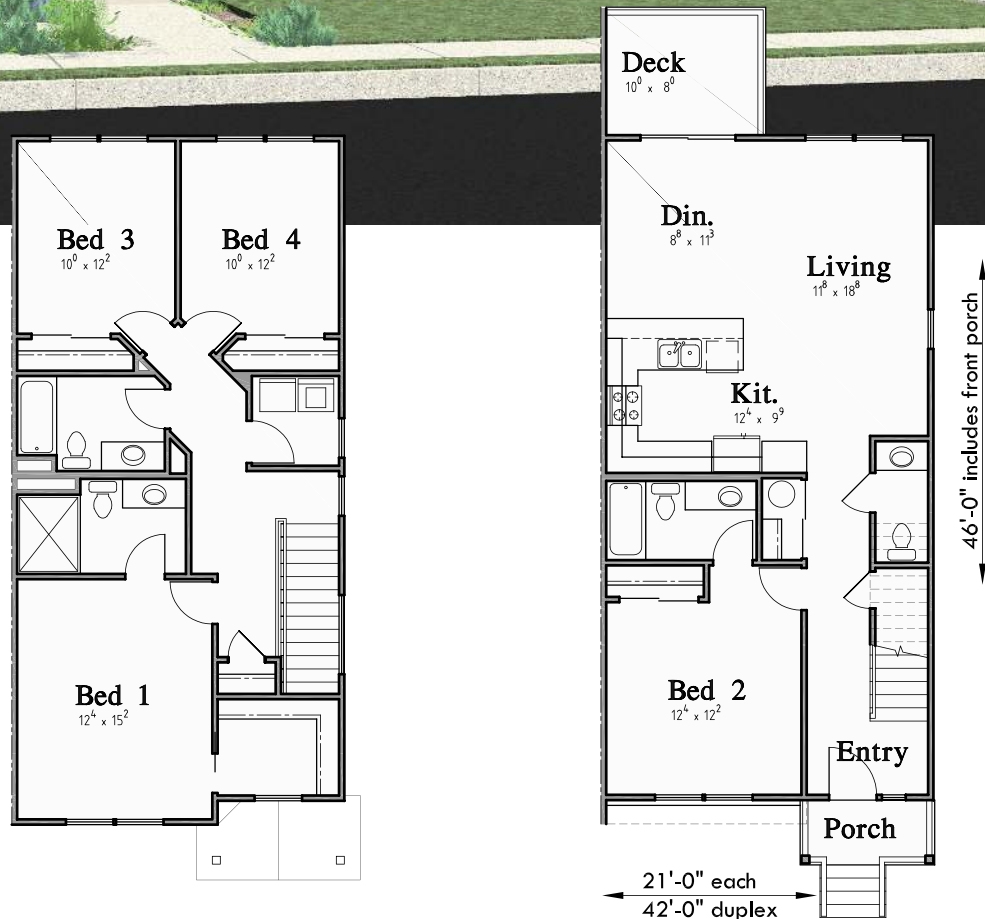 Deck
10⁰ x 8⁰
Bed 3
10⁰ x 12²
Bed 4
10⁰ x 12²
Din.
8⁸ x 11³
Living
11⁸ x 18⁸
Kit.
12⁴ x 9⁹
46'-0" includes front porch
Bed 1
12⁴ x 15²
Bed 2
12⁴ x 12²
Entry
Porch
21'-0" each
42'-0" duplex